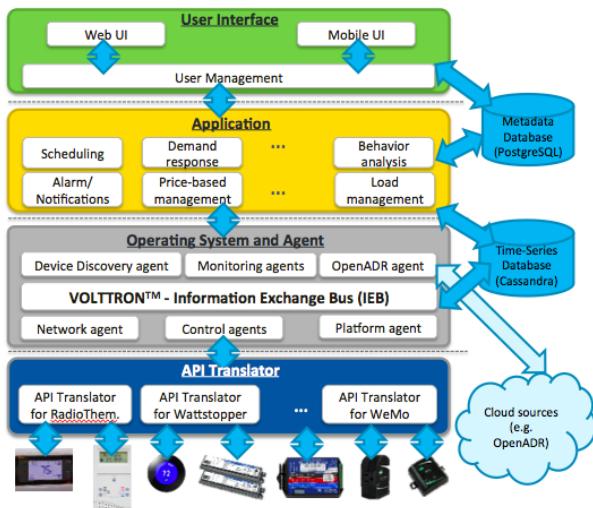 User Interface
Web UI
Mobile UI
User Management
Application
Scheduling
Demand
response
...
Behavior
analysis
Alarm/
Notifications
Price-based
management
...
Load
management
Metadata
Database
(PostgreSQL)
Operating System and Agent
Device Discovery agent
Monitoring agents
OpenADR agent
VOLTTRON™ - Information Exchange Bus (IEB)
Network agent
Control agents
Platform agent
Time-Series
Database
(Cassandra)
API Translator
API Translator
for RadioThem.
API Translator
for Wattstopper
...
API Translator
for WeMo
Cloud sources
(e.g.
OpenADR)
75
72